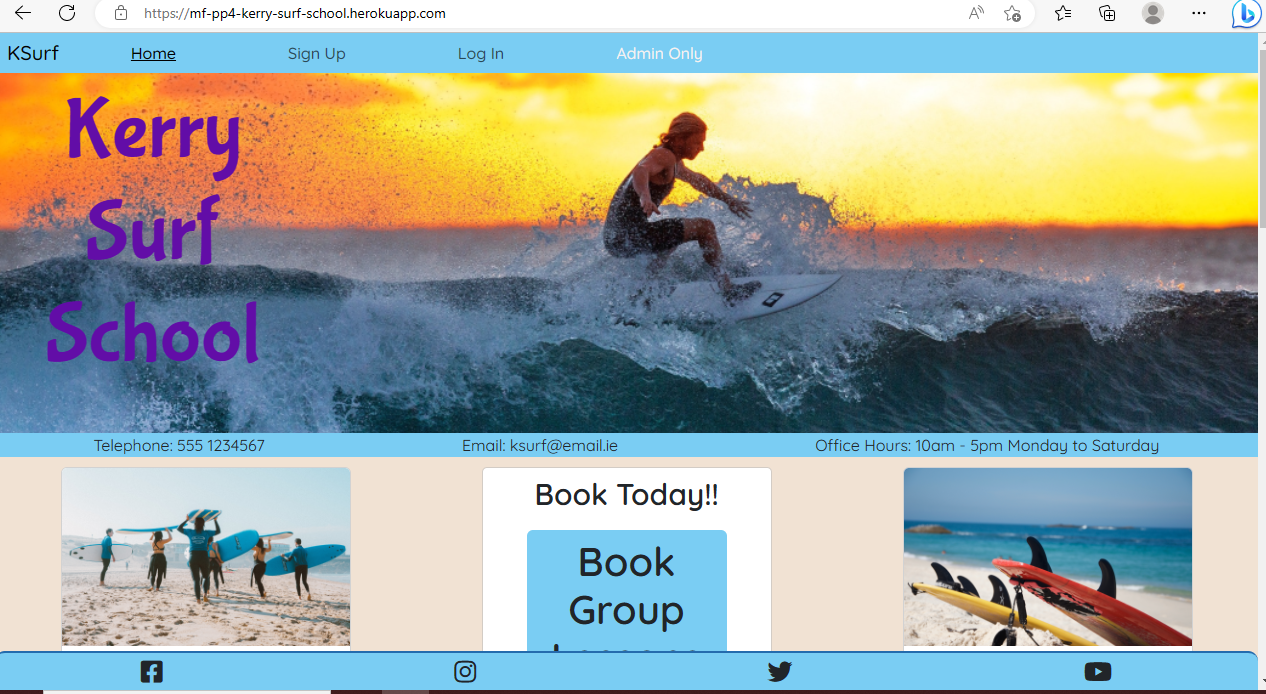 https://mf-pp4-kerry-surf-school.herokuapp.com
KSurf Home Sign Up Log In Admin Only
Kerry
Surf
School
Telephone: 555 1234567 Email: ksurf@email.ie Office Hours: 10am - 5pm Monday to Saturday
Book Today!!
Book
Group